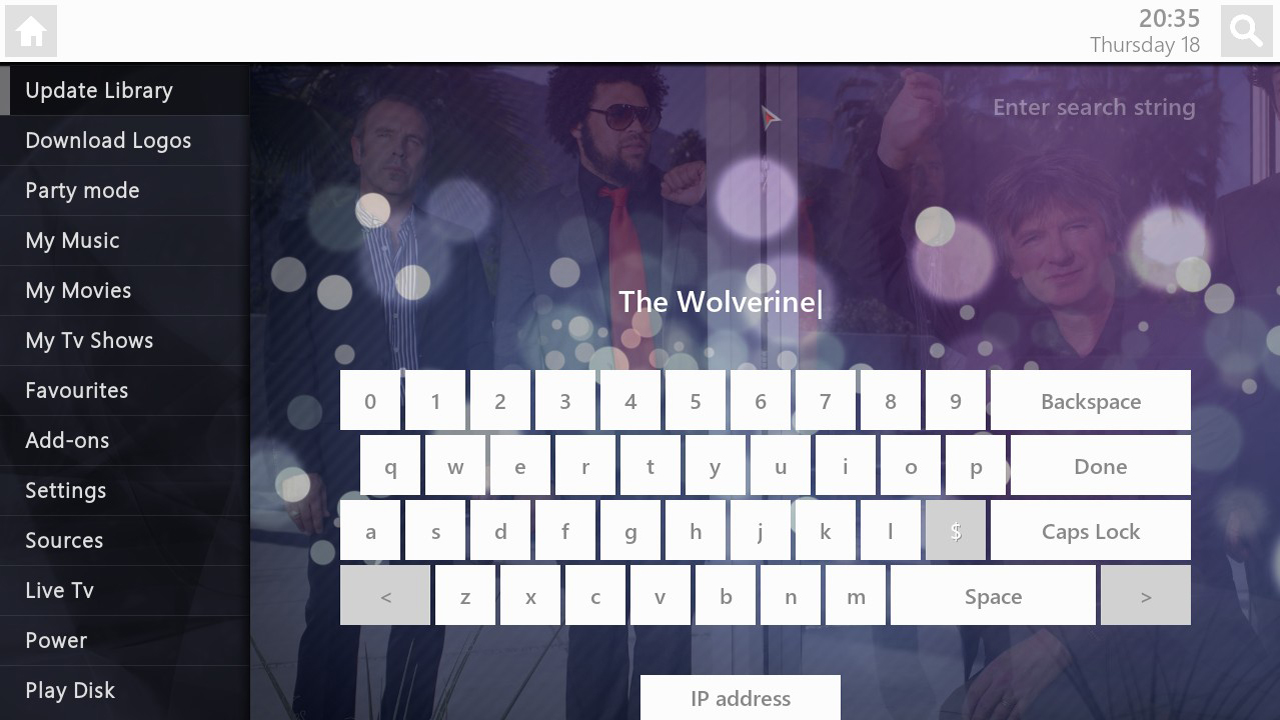 20:35
Thursday 18
Update Library
Download Logos
Party mode
My Music
My Movies
My Tv Shows
Favourites
Add-ons
Settings
Sources
Live Tv
Power
Play Disk
Enter search string
The Wolverine|
0 1 2 3 4 5 6 7 8 9 Backspace
q w e r t y u i o p Done
a s d f g h j k l $ Caps Lock
< z x c v b n m Space >
IP address